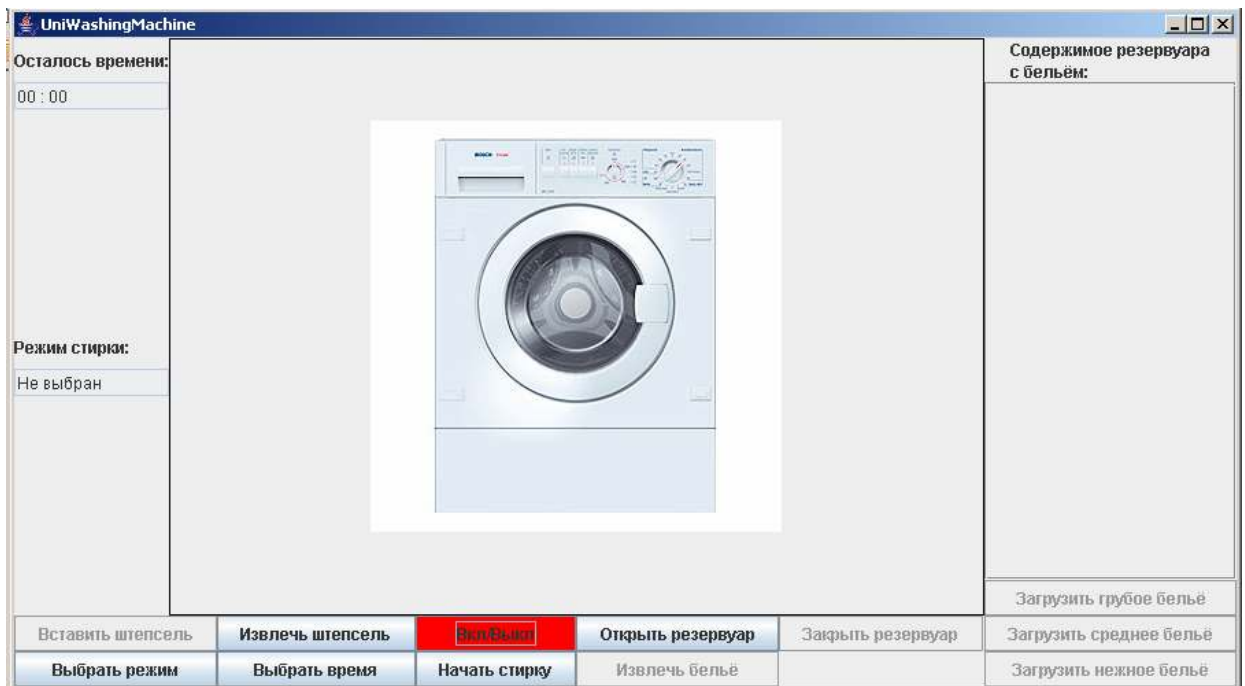 UniWashingMachine
Осталось времени:
00 : 00
Режим стирки:
Не выбран
BOSCH
Содержимое резервуара
с бельём:
Загрузить грубое бельё
Вставить штепсель
Извлечь штепсель
Вкл/Выкл
Открыть резервуар
Закрыть резервуар
Загрузить среднее бельё
Выбрать режим
Выбрать время
Начать стирку
Извлечь бельё
Загрузить нежное бельё